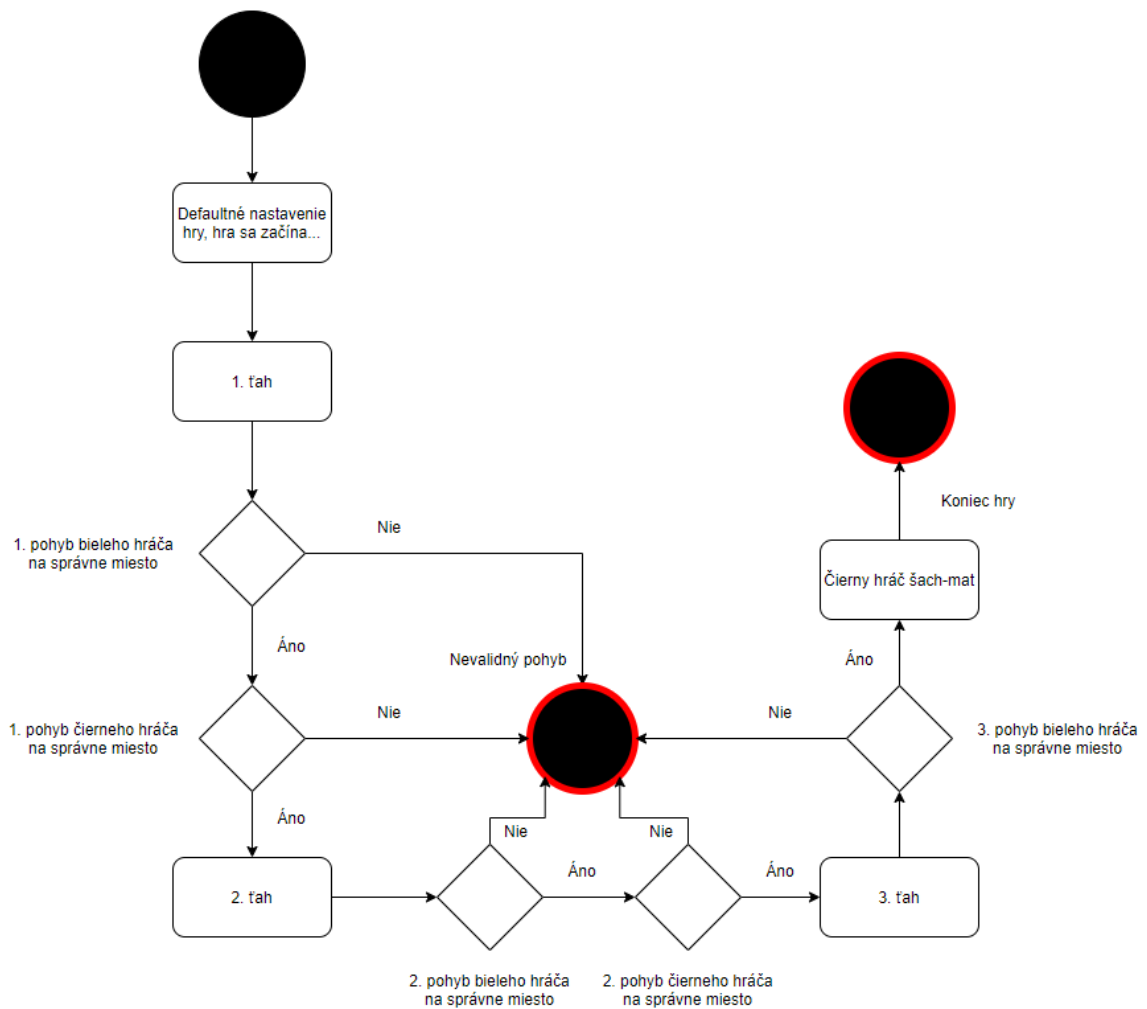 Defaultné nastavenie
hry, hra sa začína...
1. ťah
Nie
1. pohyb bieleho hráča
na správne miesto
Koniec hry
Čierny hráč šach-mat
Áno
Nevalidný pohyb
Áno
1. pohyb čierneho hráča
na správne miesto
Nie
Nie
3. pohyb bieleho hráča
na správne miesto
Áno
Nie
Nie
2. ťah
Áno
Áno
3. ťah
2. pohyb bieleho hráča
na správne miesto
2. pohyb čierneho hráča
na správne miesto